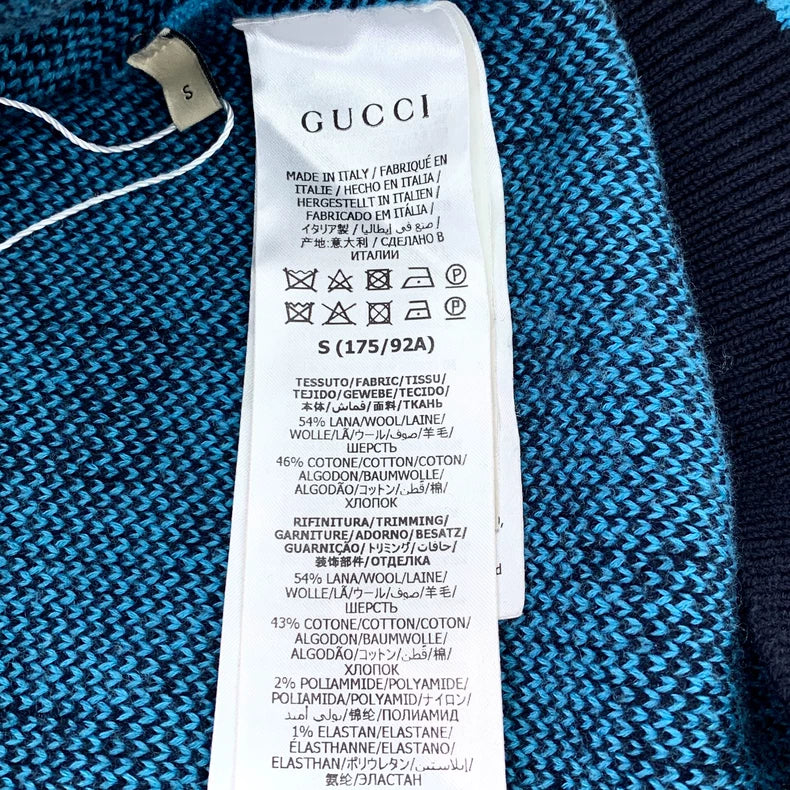 S
GUCCI
MADE IN ITALY / FABRIQUÉ EN
ITALIE / HECHO EN ITALIA /
HERGESTELLT IN ITALIEN /
FABRICADO EM ITÁLIA /
イタリア製 / صنع في إيطاليا /
产地:意大利 / СДЕЛАНО В
ИТАЛИИ
P
P
S (175/92A)
TESSUTO/FABRIC/TISSU/
TEJIDO/GEWEBE/TECIDO/
本体/قماش/面料/ТКАНЬ
54% LANA/WOOL/LAINE/
WOLLE/LÃ/ウール/صوف/羊毛/
ШЕРСТЬ
46% COTONE/COTTON/COTON/
ALGODON/BAUMWOLLE/
ALGODÃO/コットン/قطن/棉/
ХЛОПОК
RIFINITURA/TRIMMING/
GARNITURE/ADORNO/BESATZ/
GUARNIÇÃO/トリミング/حافات/
装饰部件/ОТДЕЛКА
54% LANA/WOOL/LAINE/
WOLLE/LÃ/ウール/صوف/羊毛/
ШЕРСТЬ
43% COTONE/COTTON/COTON/
ALGODON/BAUMWOLLE/
ALGODÃO/コットン/قطن/棉/
ХЛОПОК
2% POLIAMMIDE/POLYAMIDE/
POLIAMIDA/POLYAMID/ナイロン/
بولي أميد/锦纶/ПОЛИАМИД
1% ELASTAN/ELASTANE/
ÉLASTHANNE/ELASTANO/
ELASTHAN/ポリウレタン/إيلاستين/
氨纶/ЭЛАСТАН